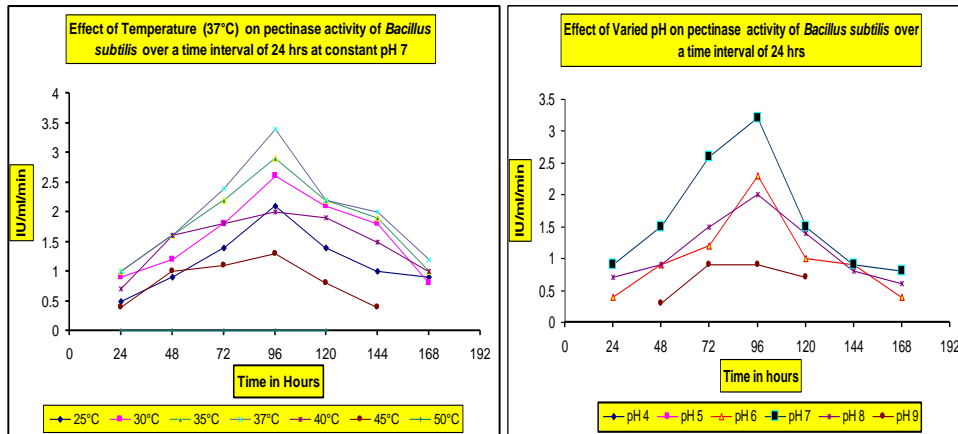 Effect of Temperature (37°C) on pectinase activity of Bacillus
subtilis over a time interval of 24 hrs at constant pH 7
IU/ml/min
4
3.5
3
2.5
2
1.5
1
0.5
0
0 24 48 72 96 120 144 168 192
Time in Hours
25°C 30°C 35°C 37°C 40°C 45°C 50°C
Effect of Varied pH on pectinase activity of Bacillus subtilis over
a time interval of 24 hrs
IU/ml/min
3.5
3
2.5
2
1.5
1
0.5
0
0 24 48 72 96 120 144 168 192
Time in hours
pH 4 pH 5 pH 6 pH 7 pH 8 pH 9